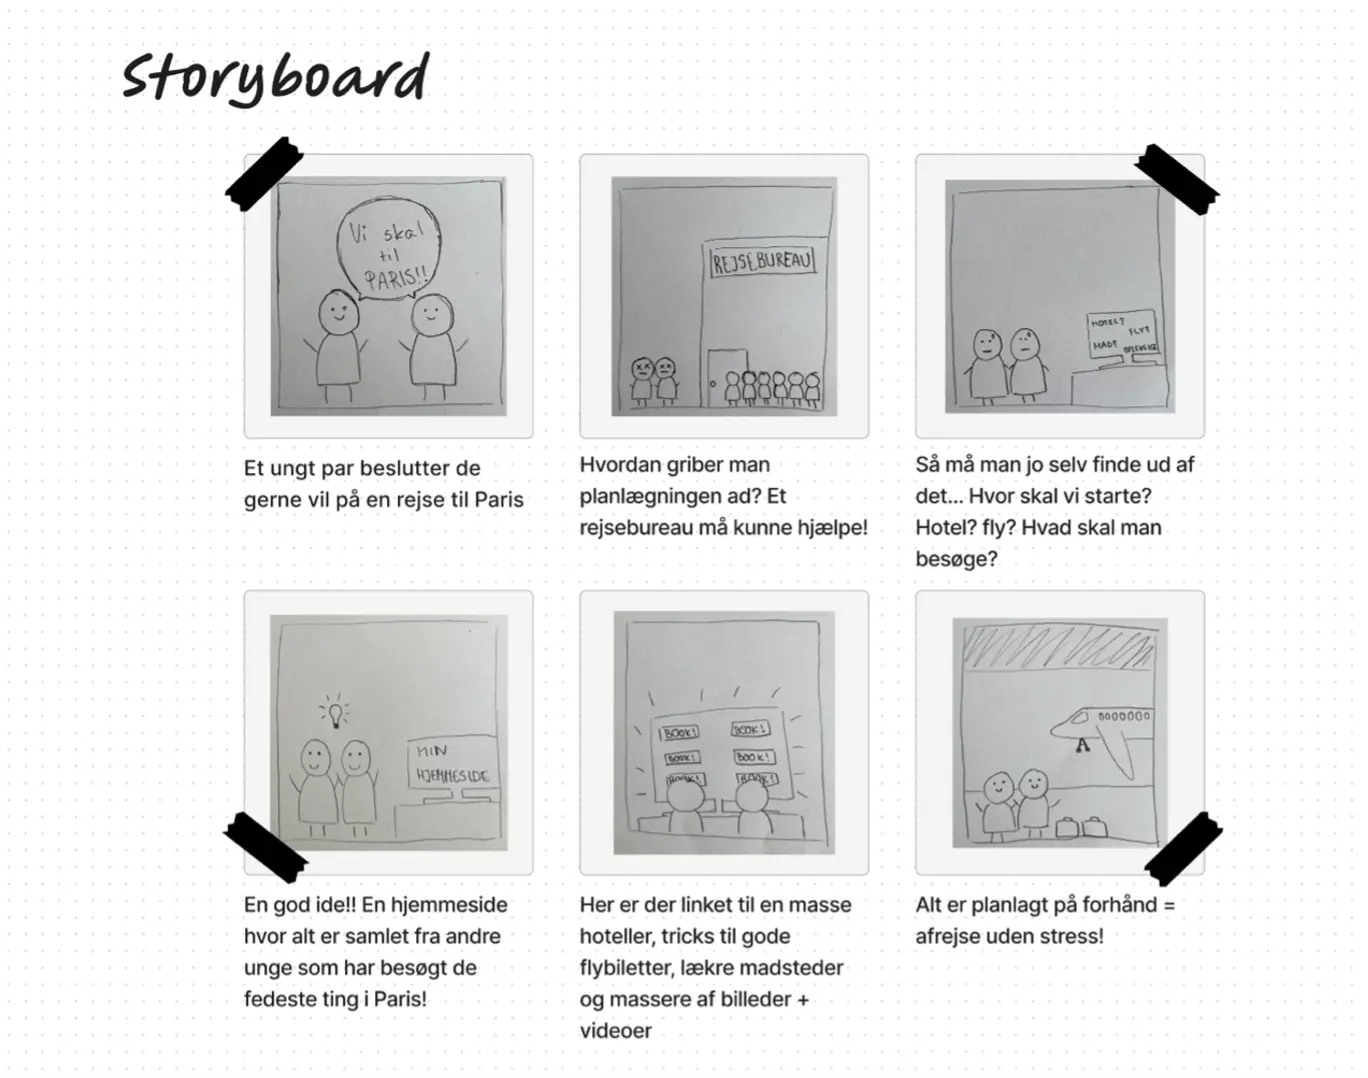 Storyboard
Vi skal
til
PARIS!!
REJSEBUREAU
HOTEL?
FLY?
MAD?
OPLEVELSE
Et ungt par beslutter de
gerne vil på en rejse til Paris
Hvordan griber man
planlægningen ad? Et
rejsebureau må kunne hjælpe!
Så må man jo selv finde ud af
det... Hvor skal vi starte?
Hotel? fly? Hvad skal man
besøge?
MIN
HJEMMESIDE
BOOK! BOOK!
BOOK! BOOK!
BOOK! BOOK!
En god ide!! En hjemmeside
hvor alt er samlet fra andre
unge som har besøgt de
fedeste ting i Paris!
Her er der linket til en masse
hoteller, tricks til gode
flybiletter, lækre madsteder
og massere af billeder +
videoer
Alt er planlagt på forhånd =
afrejse uden stress!